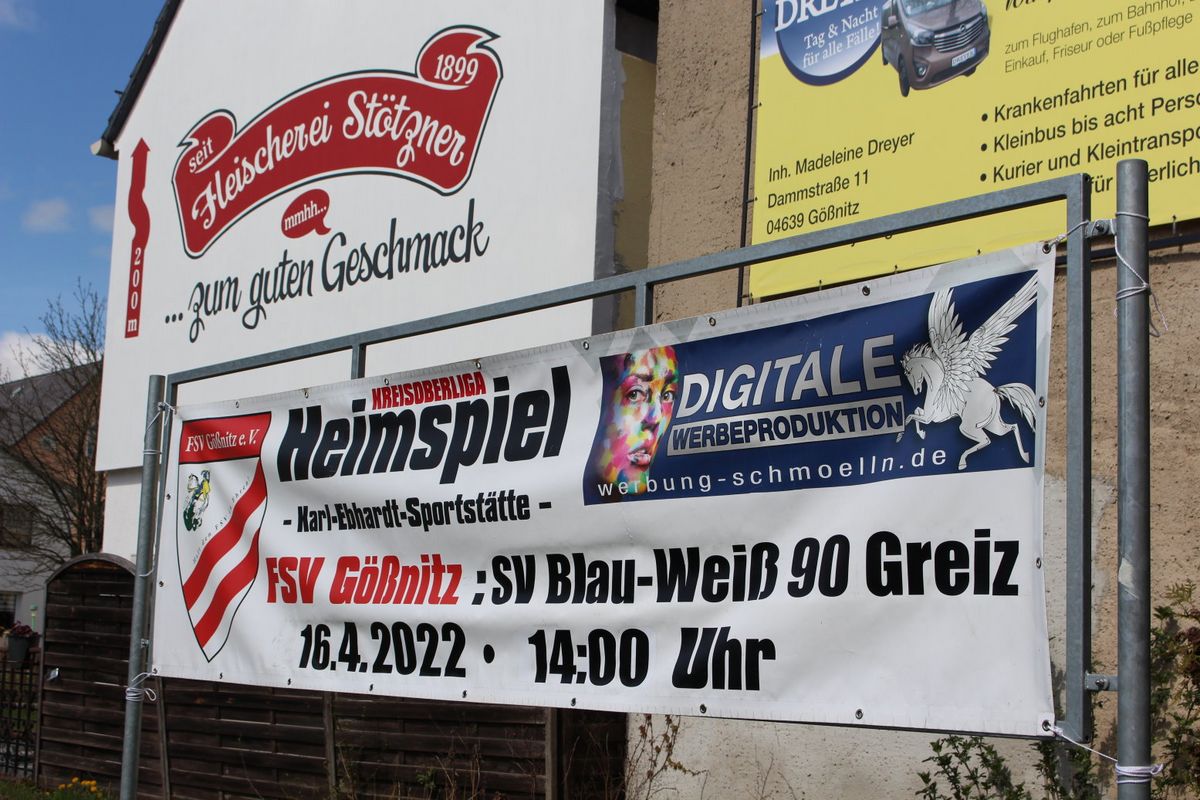 seit
1899
Fleischerei Stötzner
mmhh...
... zum guten Geschmack
200m
Tag & Nacht
für alle Fälle!
zum Flughafen, zum Bahnhof,
Einkauf, Friseur oder Fußpflege
• Krankenfahrten für alle
• Kleinbus bis acht
• Kurier und
für
Inh. Madeleine Dreyer
Dammstraße 11
04639 Gößnitz
FSV Gößnitz e.V.
KREISOBERLIGA
Heimspiel
- Karl-Ebhardt-Sportstätte -
DIGITALE
WERBEPRODUKTION
werbung-schmoelln.de
FSV Gößnitz : SV Blau-Weiß 90 Greiz
16.4.2022 • 14:00 Uhr